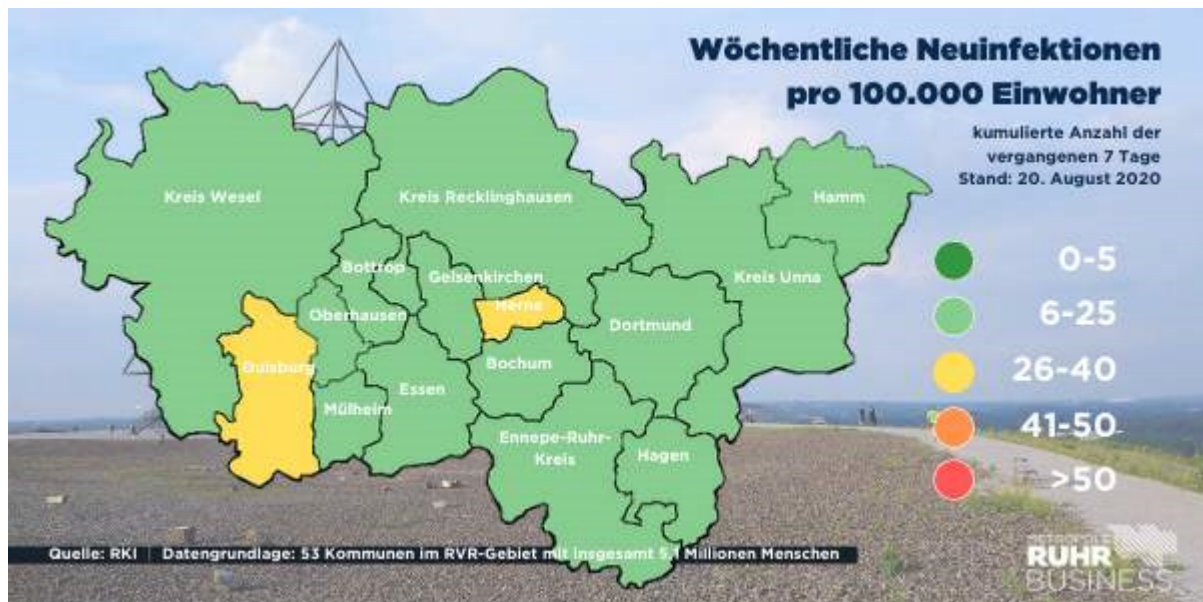 Wöchentliche Neuinfektionen
pro 100.000 Einwohner
kumulierte Anzahl der
vergangenen 7 Tage
Stand: 20. August 2020
Kreis Wesel
Kreis Recklinghausen
Hamm
Bottrop
Gelsenkirchen
Kreis Unna
Herne
Oberhausen
Dortmund
Duisburg
Bochum
Essen
Mülheim
Ennepe-Ruhr-
Kreis
Hagen
0-5
6-25
26-40
41-50
>50
Quelle: RKI | Datengrundlage: 53 Kommunen im RVR-Gebiet mit insgesamt 5,1 Millionen Menschen
METROPOLE
RUHR
BUSINESS